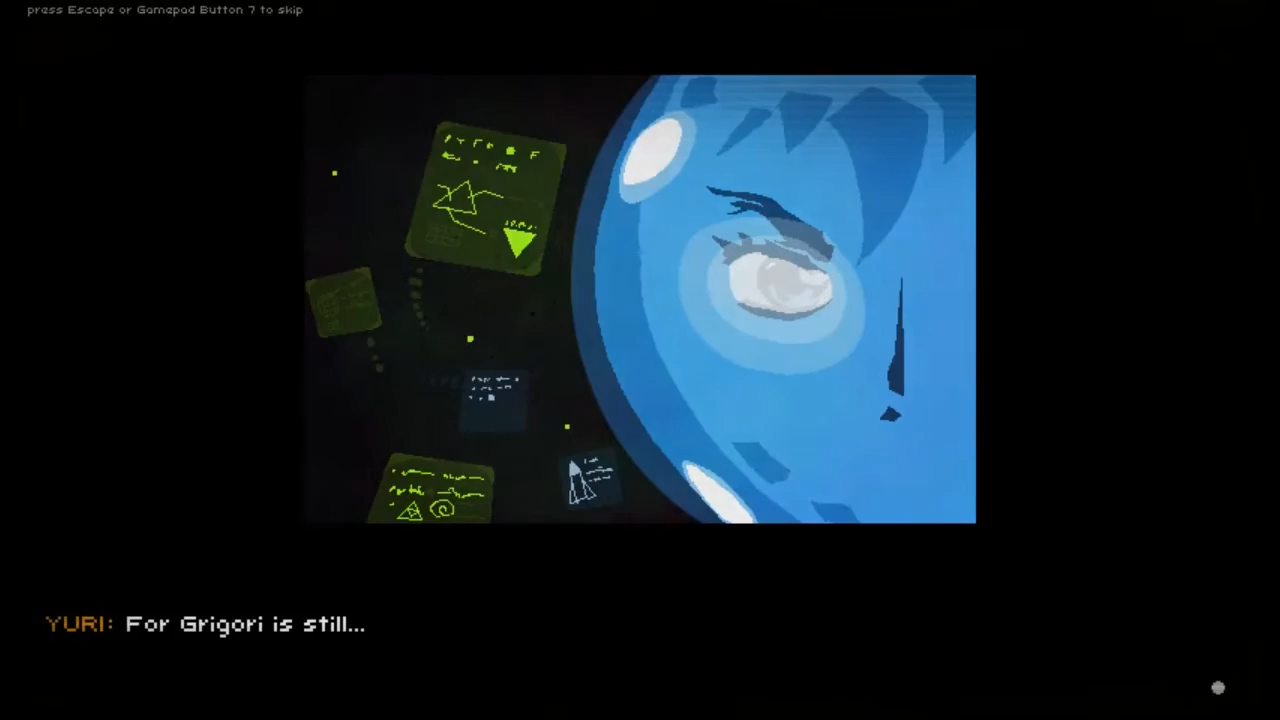 press Escape or Gamepad Button 7 to skip
YURI: For Grigori is still...